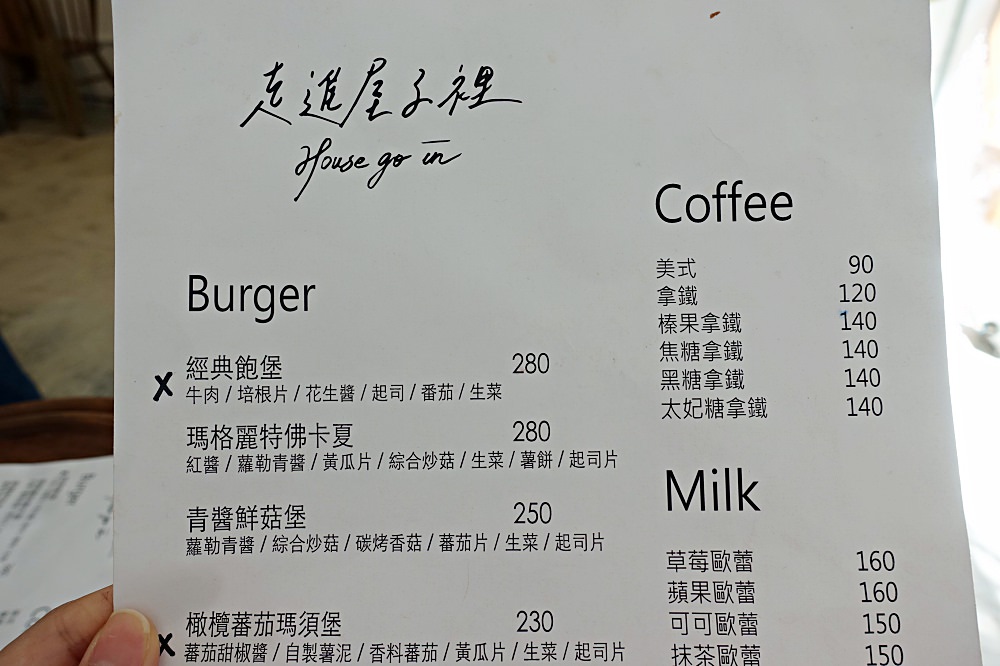 走進屋子裡
House go in
Burger
X 經典飽堡 280
牛肉 / 培根片 / 花生醬 / 起司 / 番茄 / 生菜
瑪格麗特佛卡夏 280
紅醬 / 蘿勒青醬 / 黃瓜片 / 綜合炒菇 / 生菜 / 薯餅 / 起司片
青醬鮮菇堡 250
蘿勒青醬 / 綜合炒菇 / 碳烤香菇 / 蕃茄片 / 生菜 / 起司片
X 橄欖蕃茄瑪須堡 230
蕃茄甜椒醬 / 自製薯泥 / 香料蕃茄 / 黃瓜片 / 生菜 / 起司片
Coffee
美式 90
拿鐵 120
榛果拿鐵 140
焦糖拿鐵 140
黑糖拿鐵 140
太妃糖拿鐵 140
Milk
草莓歐蕾 160
蘋果歐蕾 160
可可歐蕾 150
抹茶歐蕾 150
Burger